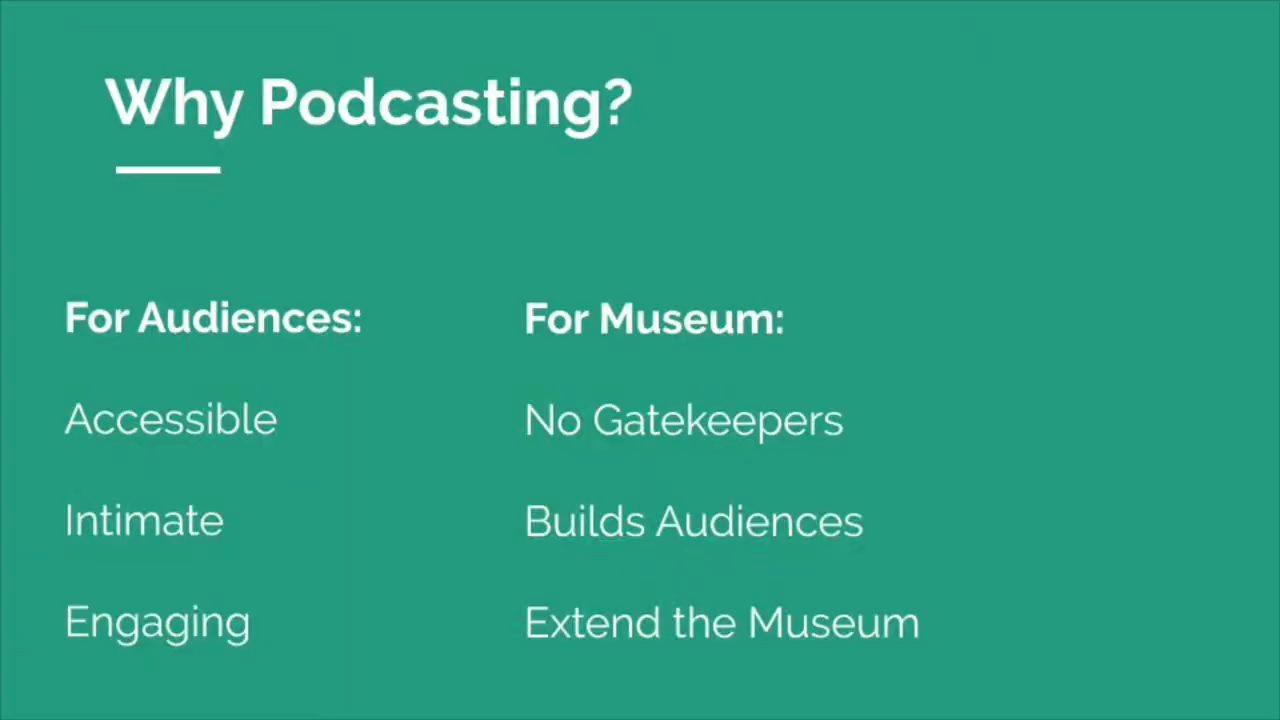 Why Podcasting?
For Audiences:
Accessible
Intimate
Engaging
For Museum:
No Gatekeepers
Builds Audiences
Extend the Museum